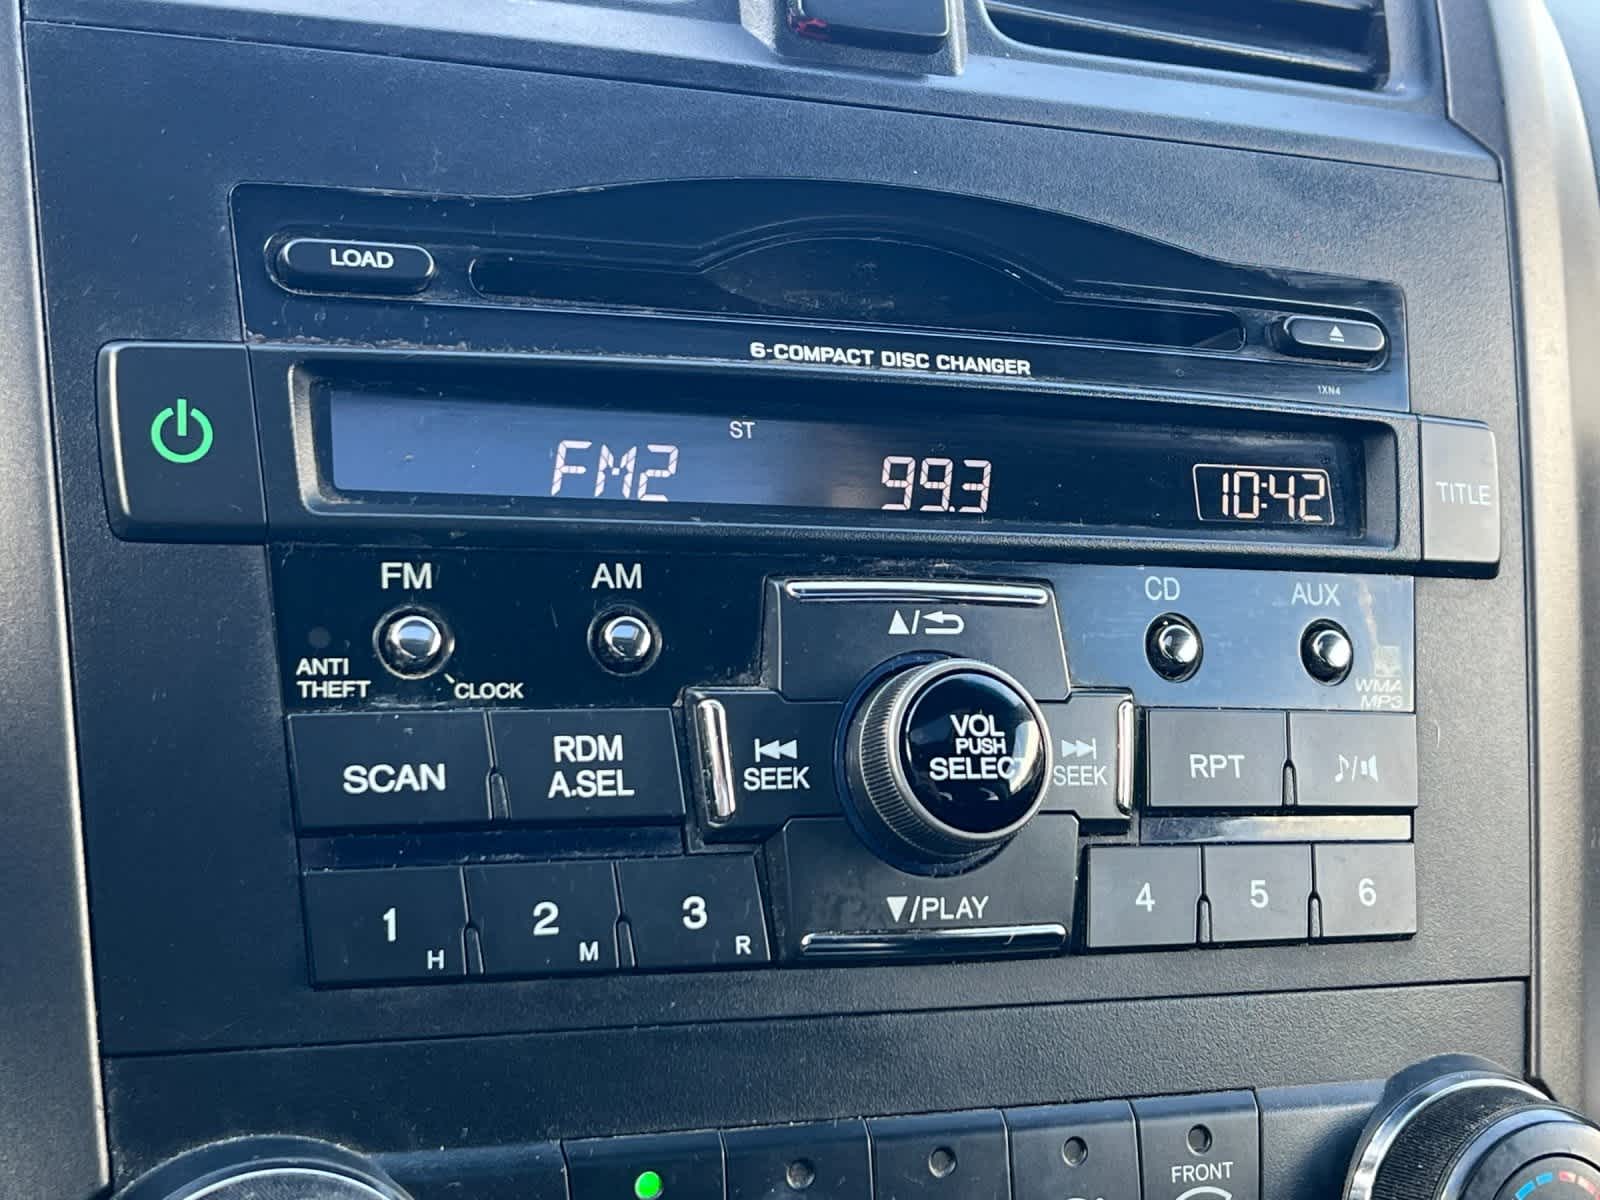 LOAD
6-COMPACT DISC CHANGER
1XN4
ST
FM2 99.3 10:42
TITLE
FM AM CD AUX
ANTI
THEFT
CLOCK
WMA
MP3
▲/⮌
SCAN
RDM
A.SEL
⏮
SEEK
VOL
PUSH
SELECT
⏭
SEEK
RPT
♪/
▼/PLAY
1 H
2 M
3 R
4 5 6
FRONT